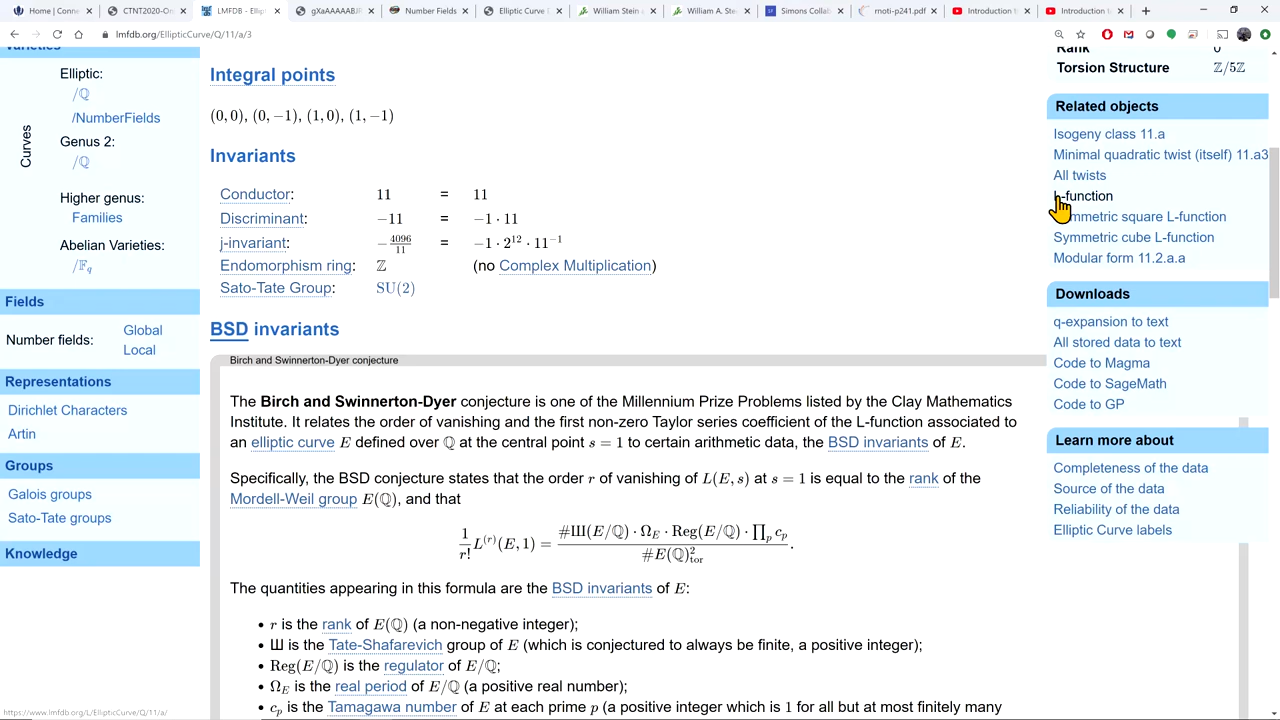 Home | Connec
CTNT2020-On
LMFDB - Ellipt
gXaAAAAABJR
Number Fields
Elliptic Curve E
William Stein a
William A. Ste
Simons Collab
rnoti-p241.pdf
Introduction t
Introduction t
lmfdb.org/EllipticCurve/Q/11/a/3
Varieties
Curves
Elliptic:
/ℚ
/NumberFields
Genus 2:
/ℚ
Higher genus:
Families
Abelian Varieties:
/𝔽q
Fields
Number fields:
Global
Local
Representations
Dirichlet Characters
Artin
Groups
Galois groups
Sato-Tate groups
Knowledge
Integral points
(0, 0), (0, −1), (1, 0), (1, −1)
Invariants
Conductor: 11 = 11
Discriminant: −11 = −1 · 11
j-invariant: −4096/11 = −1 · 2^12 · 11^−1
Endomorphism ring: ℤ (no Complex Multiplication)
Sato-Tate Group: SU(2)
BSD invariants
Birch and Swinnerton-Dyer conjecture
The Birch and Swinnerton-Dyer conjecture is one of the Millennium Prize Problems listed by the Clay Mathematics
Institute. It relates the order of vanishing and the first non-zero Taylor series coefficient of the L-function associated to
an elliptic curve E defined over ℚ at the central point s = 1 to certain arithmetic data, the BSD invariants of E.
Specifically, the BSD conjecture states that the order r of vanishing of L(E, s) at s = 1 is equal to the rank of the
Mordell-Weil group E(ℚ), and that
1/r! L^(r)(E, 1) = #Ш(E/ℚ) · Ω_E · Reg(E/ℚ) · ∏_p c_p / #E(ℚ)²_tor.
The quantities appearing in this formula are the BSD invariants of E:
• r is the rank of E(ℚ) (a non-negative integer);
• Ш is the Tate-Shafarevich group of E (which is conjectured to always be finite, a positive integer);
• Reg(E/ℚ) is the regulator of E/ℚ;
• Ω_E is the real period of E/ℚ (a positive real number);
• c_p is the Tamagawa number of E at each prime p (a positive integer which is 1 for all but at most finitely many
Rank 0
Torsion Structure ℤ/5ℤ
Related objects
Isogeny class 11.a
Minimal quadratic twist (itself) 11.a3
All twists
L-function
Symmetric square L-function
Symmetric cube L-function
Modular form 11.2.a.a
Downloads
q-expansion to text
All stored data to text
Code to Magma
Code to SageMath
Code to GP
Learn more about
Completeness of the data
Source of the data
Reliability of the data
Elliptic Curve labels
https://www.lmfdb.org/L/EllipticCurve/Q/11/a/